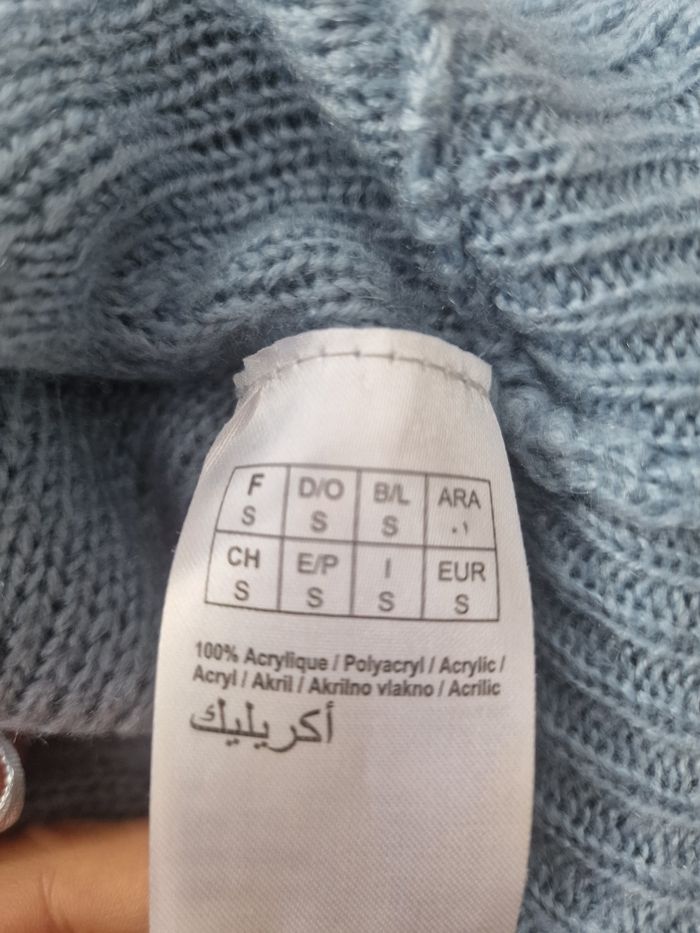 F D/O B/L ARA
S S S ٠١
CH E/P I EUR
S S S S
100% Acrylique / Polyacryl / Acrylic /
Acryl / Akril / Akrilno vlakno / Acrilic
أكريليك